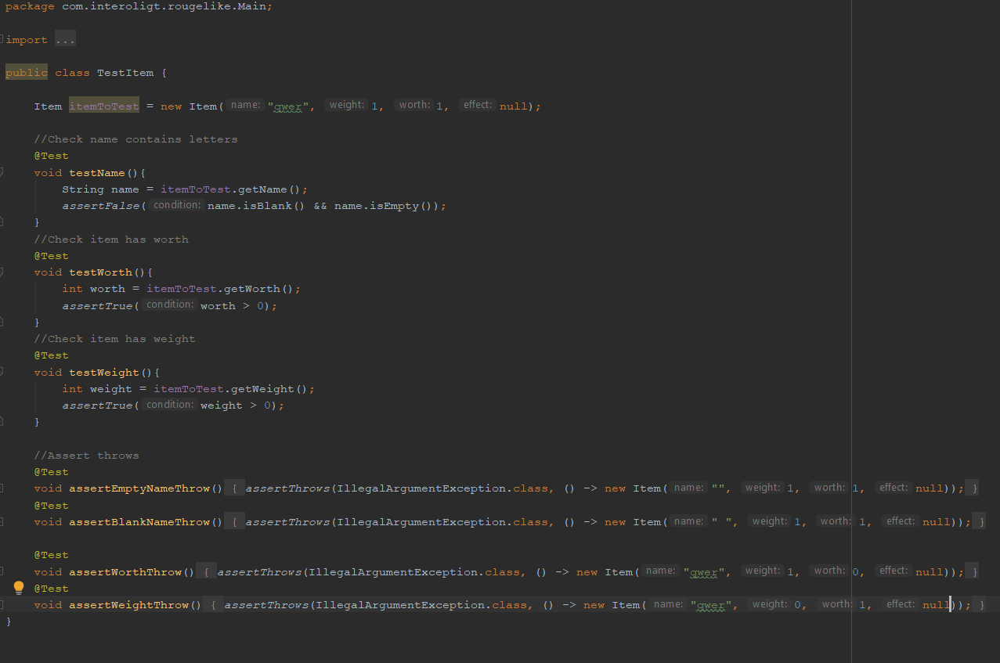 package com.interoligt.rougelike.Main;
import ...
public class TestItem {
Item itemToTest = new Item( name: "qwer", weight: 1, worth: 1, effect: null);
//Check name contains letters
@Test
void testName(){
String name = itemToTest.getName();
assertFalse( condition: name.isBlank() && name.isEmpty());
}
//Check item has worth
@Test
void testWorth(){
int worth = itemToTest.getWorth();
assertTrue( condition: worth > 0);
}
//Check item has weight
@Test
void testWeight(){
int weight = itemToTest.getWeight();
assertTrue( condition: weight > 0);
}
//Assert throws
@Test
void assertEmptyNameThrow() { assertThrows(IllegalArgumentException.class, () -> new Item( name: "", weight: 1, worth: 1, effect: null)); }
@Test
void assertBlankNameThrow() { assertThrows(IllegalArgumentException.class, () -> new Item( name: " ", weight: 1, worth: 1, effect: null)); }
@Test
void assertWorthThrow() { assertThrows(IllegalArgumentException.class, () -> new Item( name: "qwer", weight: 1, worth: 0, effect: null)); }
@Test
void assertWeightThrow() { assertThrows(IllegalArgumentException.class, () -> new Item( name: "qwer", weight: 0, worth: 1, effect: null)); }
}